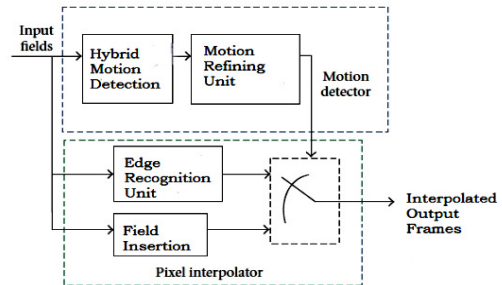 Input
fields
Hybrid
Motion
Detection
Motion
Refining
Unit
Motion
detector
Edge
Recognition
Unit
Field
Insertion
Interpolated
Output
Frames
Pixel interpolator